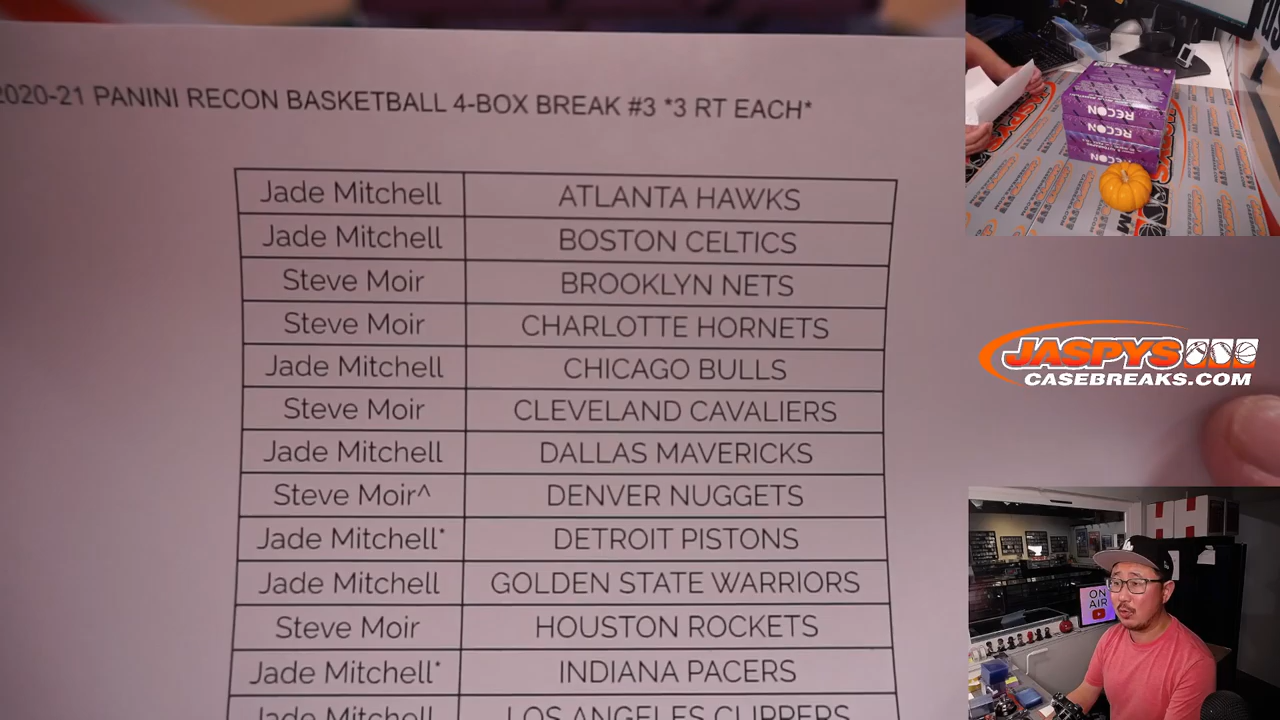 2020-21 PANINI RECON BASKETBALL 4-BOX BREAK #3 *3 RT EACH*
Jade Mitchell ATLANTA HAWKS
Jade Mitchell BOSTON CELTICS
Steve Moir BROOKLYN NETS
Steve Moir CHARLOTTE HORNETS
Jade Mitchell CHICAGO BULLS
Steve Moir CLEVELAND CAVALIERS
Jade Mitchell DALLAS MAVERICKS
Steve Moir^ DENVER NUGGETS
Jade Mitchell* DETROIT PISTONS
Jade Mitchell GOLDEN STATE WARRIORS
Steve Moir HOUSTON ROCKETS
Jade Mitchell* INDIANA PACERS
Jade Mitchell LOS ANGELES CLIPPERS
RECON
RECON
RECON
JASPYS
CASEBREAKS.COM
ON
AIR